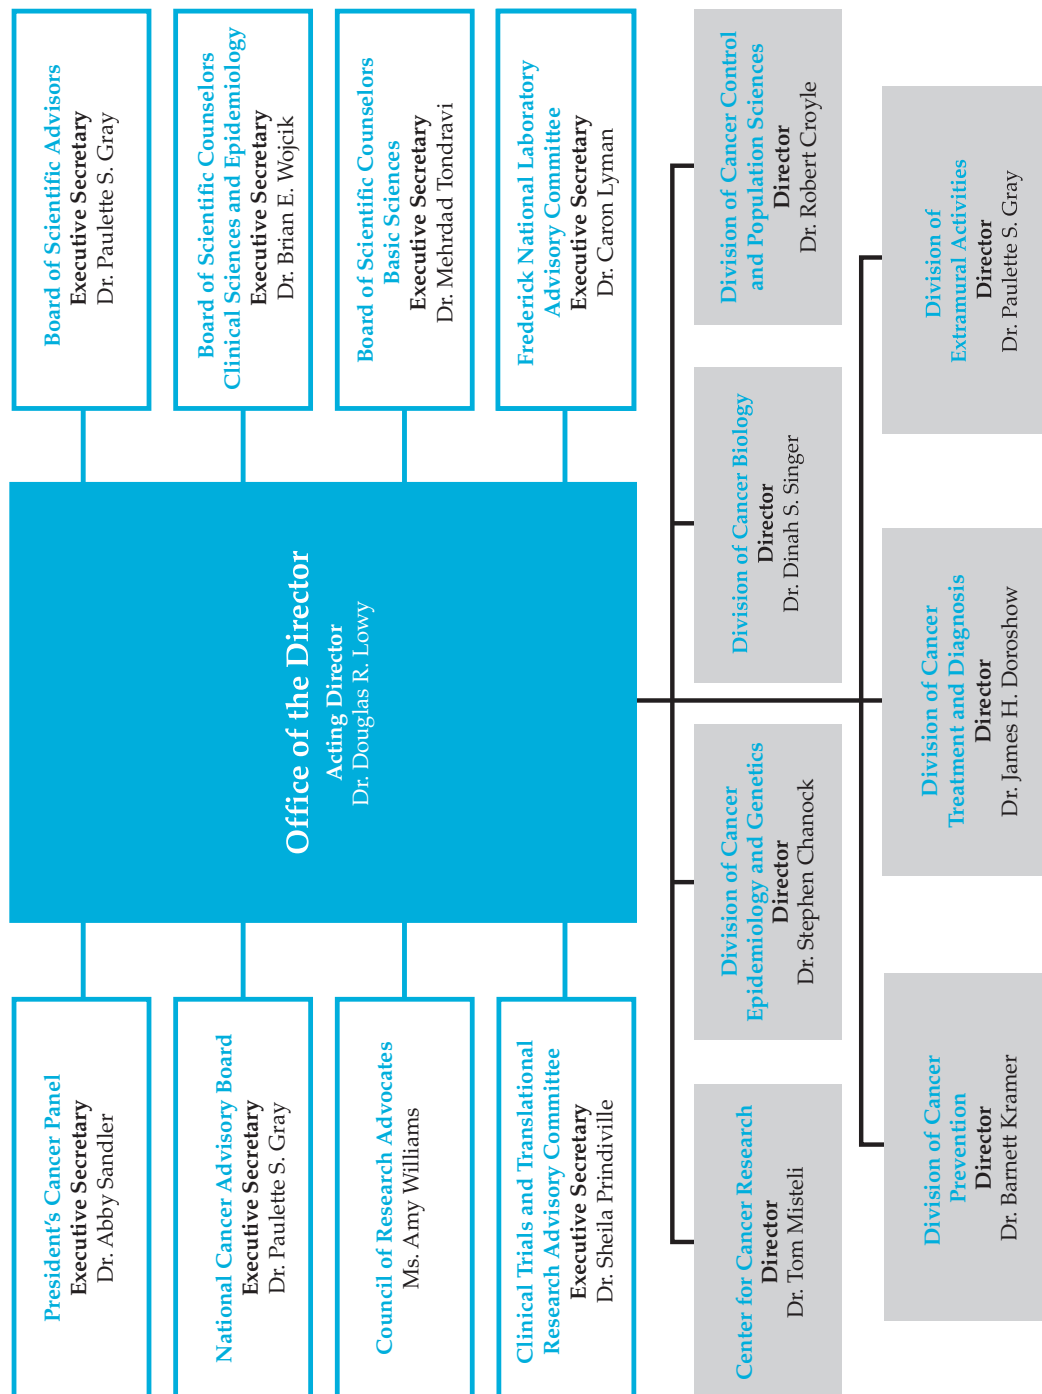 President's Cancer Panel
Executive Secretary
Dr. Abby Sandler
National Cancer Advisory Board
Executive Secretary
Dr. Paulette S. Gray
Council of Research Advocates
Ms. Amy Williams
Clinical Trials and Translational
Research Advisory Committee
Executive Secretary
Dr. Sheila Prindiville
Office of the Director
Acting Director
Dr. Douglas R. Lowy
Board of Scientific Advisors
Executive Secretary
Dr. Paulette S. Gray
Board of Scientific Counselors
Clinical Sciences and Epidemiology
Executive Secretary
Dr. Brian E. Wojcik
Board of Scientific Counselors
Basic Sciences
Executive Secretary
Dr. Mehrdad Tondravi
Frederick National Laboratory
Advisory Committee
Executive Secretary
Dr. Caron Lyman
Center for Cancer Research
Director
Dr. Tom Misteli
Division of Cancer
Epidemiology and Genetics
Director
Dr. Stephen Chanock
Division of Cancer Biology
Director
Dr. Dinah S. Singer
Division of Cancer Control
and Population Sciences
Director
Dr. Robert Croyle
Division of Cancer
Prevention
Director
Dr. Barnett Kramer
Division of Cancer
Treatment and Diagnosis
Director
Dr. James H. Doroshow
Division of
Extramural Activities
Director
Dr. Paulette S. Gray